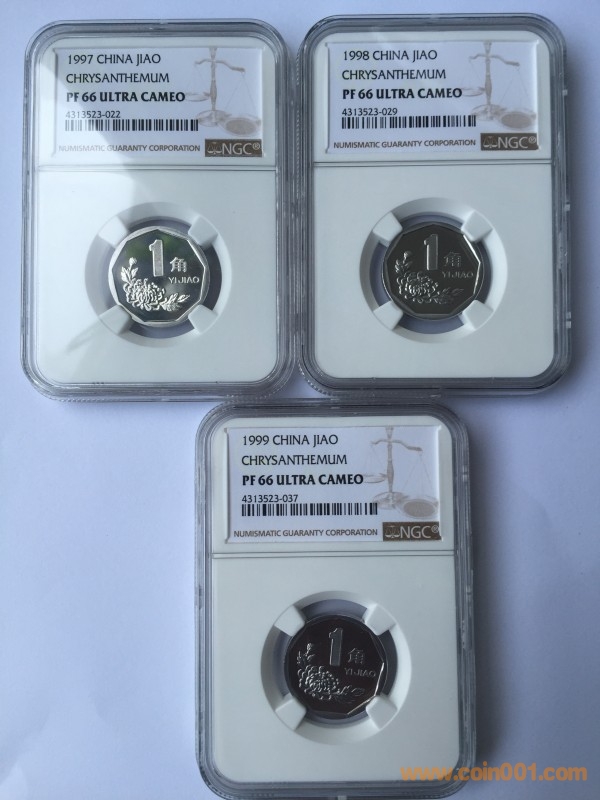 1997 CHINA JIAO
CHRYSANTHEMUM
PF 66 ULTRA CAMEO
4313523-022
NUMISMATIC GUARANTY CORPORATION NGC®
1
角
YI JIAO
1998 CHINA JIAO
CHRYSANTHEMUM
PF 66 ULTRA CAMEO
4313523-029
NUMISMATIC GUARANTY CORPORATION NGC®
1
角
YI JIAO
1999 CHINA JIAO
CHRYSANTHEMUM
PF 66 ULTRA CAMEO
4313523-037
NUMISMATIC GUARANTY CORPORATION NGC®
1
角
YI JIAO
www.coin001.com